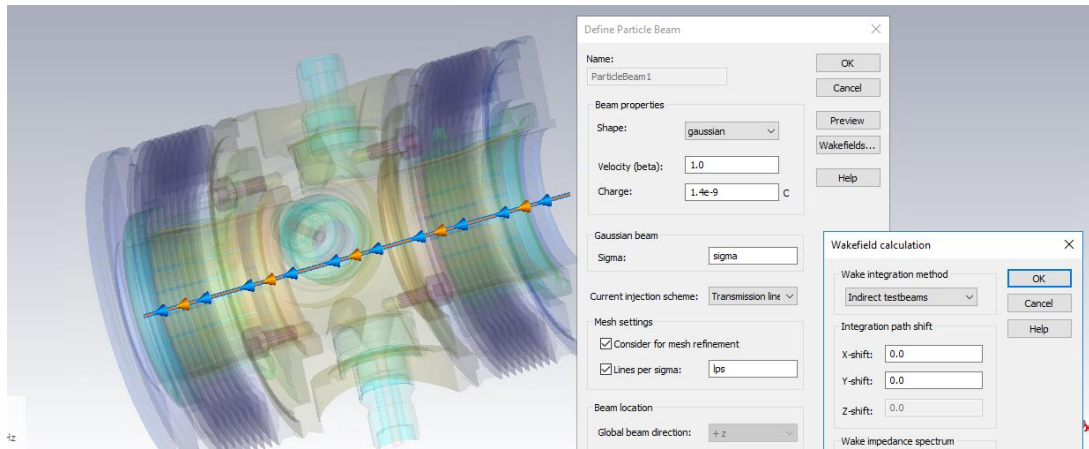 Define Particle Beam
Name:
ParticleBeam1
OK
Cancel
Beam properties
Preview
Shape:
gaussian
Wakefields...
Velocity (beta):
1.0
Help
Charge:
1.4e-9
C
Gaussian beam
Sigma:
sigma
Current injection scheme:
Transmission line
Mesh settings
Consider for mesh refinement
Lines per sigma:
lps
Beam location
Global beam direction:
+ z
Wakefield calculation
Wake integration method
OK
Indirect testbeams
Cancel
Integration path shift
Help
X-shift:
0.0
Y-shift:
0.0
Z-shift:
0.0
Wake impedance spectrum
Hz